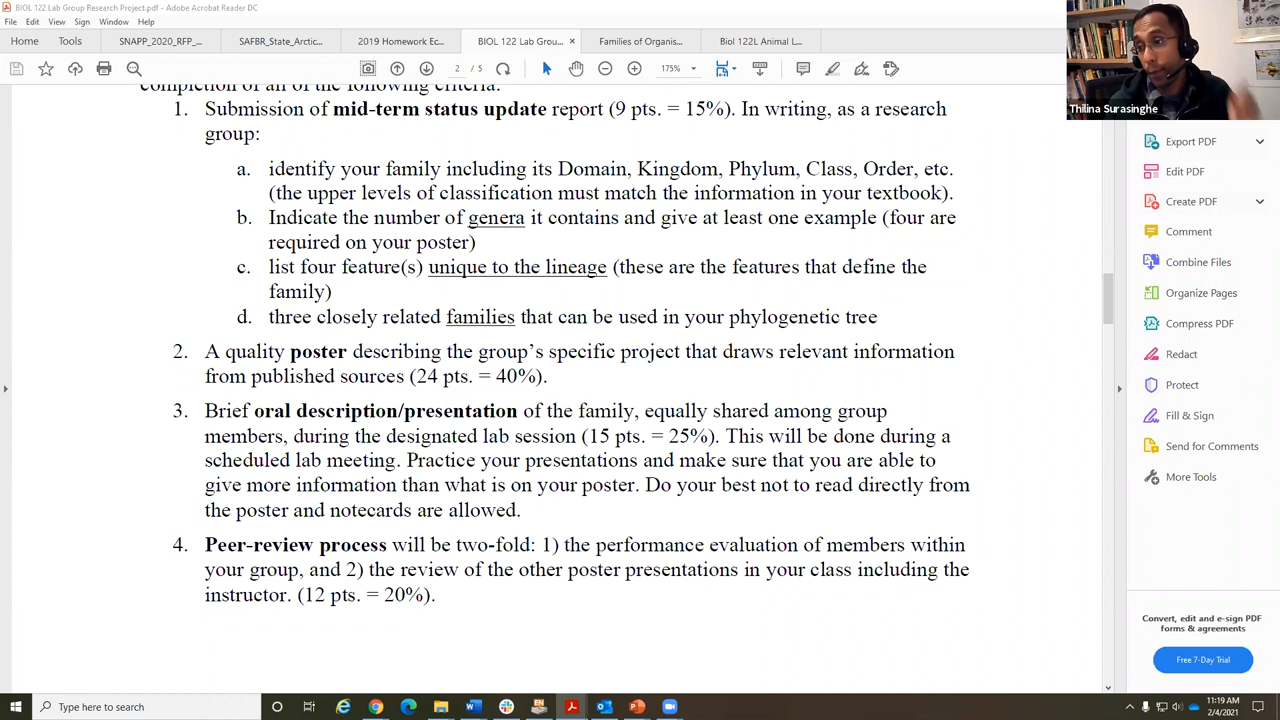 BIOL 122 Lab Group Research Project.pdf - Adobe Acrobat Reader DC
File Edit View Sign Window Help
Home Tools SNAPP_2020_RFP_... SAFBR_State_Arctic... 2019 Homework Ec... BIOL 122 Lab Grou... × Families of Organis... Biol 122L Animal L...
2 / 5 175%
Thilina Surasinghe
completion of all of the following criteria:
1. Submission of mid-term status update report (9 pts. = 15%). In writing, as a research
group:
a. identify your family including its Domain, Kingdom, Phylum, Class, Order, etc.
(the upper levels of classification must match the information in your textbook).
b. Indicate the number of genera it contains and give at least one example (four are
required on your poster)
c. list four feature(s) unique to the lineage (these are the features that define the
family)
d. three closely related families that can be used in your phylogenetic tree
2. A quality poster describing the group’s specific project that draws relevant information
from published sources (24 pts. = 40%).
3. Brief oral description/presentation of the family, equally shared among group
members, during the designated lab session (15 pts. = 25%). This will be done during a
scheduled lab meeting. Practice your presentations and make sure that you are able to
give more information than what is on your poster. Do your best not to read directly from
the poster and notecards are allowed.
4. Peer-review process will be two-fold: 1) the performance evaluation of members within
your group, and 2) the review of the other poster presentations in your class including the
instructor. (12 pts. = 20%).
Export PDF
Edit PDF
Create PDF
Comment
Combine Files
Organize Pages
Compress PDF
Redact
Protect
Fill & Sign
Send for Comments
More Tools
Convert, edit and e-sign PDF
forms & agreements
Free 7-Day Trial
Type here to search
11:19 AM
2/4/2021